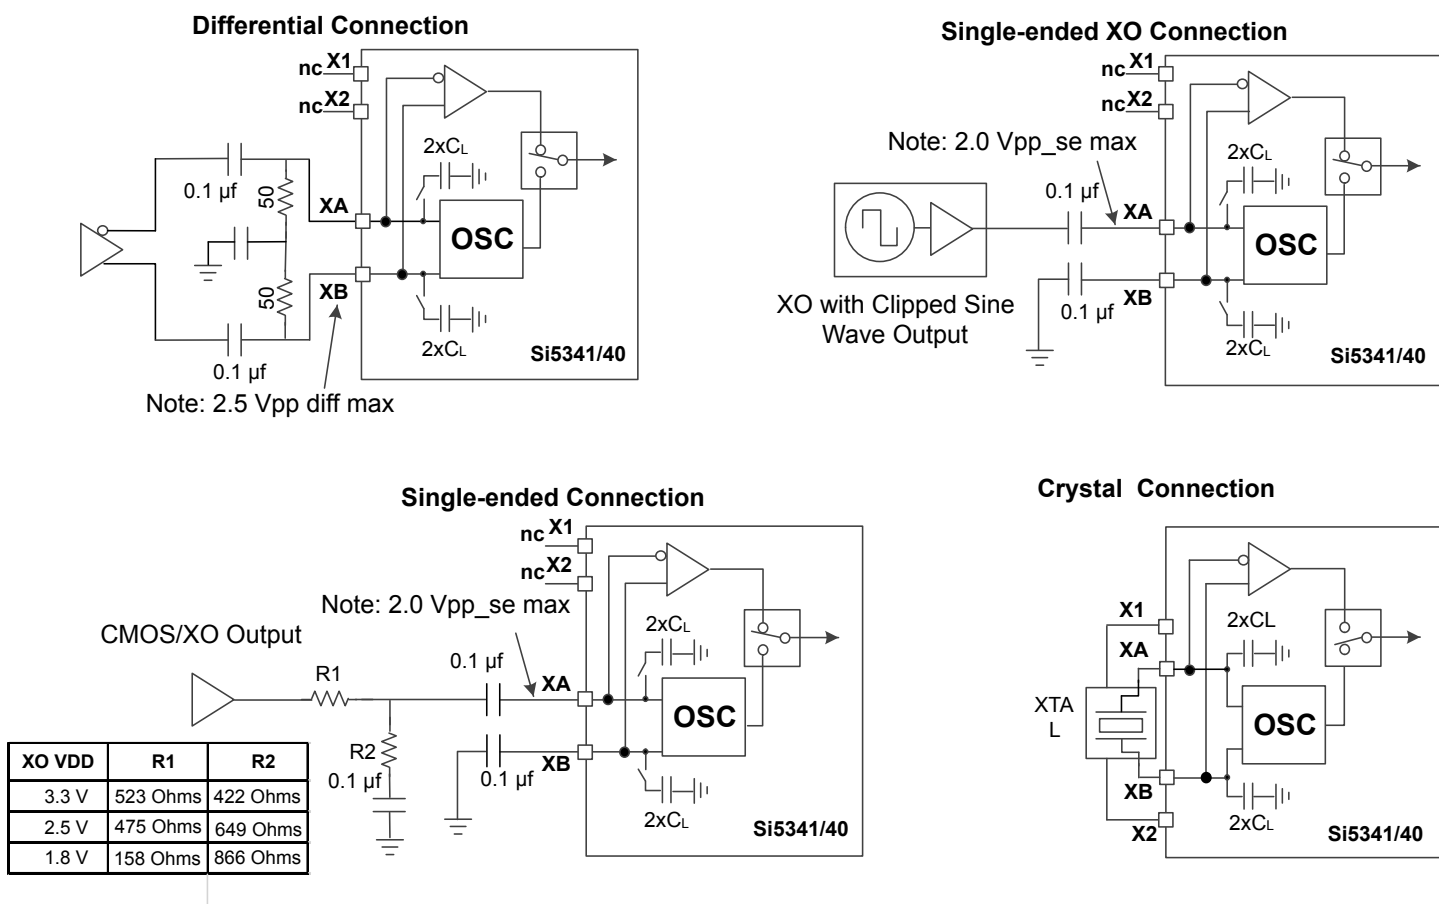 Differential Connection
nc X1
nc X2
2xCL
0.1 µf
50
XA
OSC
50
XB
2xCL
0.1 µf
Si5341/40
Note: 2.5 Vpp diff max
Single-ended XO Connection
nc X1
nc X2
Note: 2.0 Vpp_se max
2xCL
0.1 µf
XA
OSC
XO with Clipped Sine
Wave Output
0.1 µf
XB
2xCL
Si5341/40
Single-ended Connection
nc X1
nc X2
Note: 2.0 Vpp_se max
CMOS/XO Output
2xCL
0.1 µf
R1
XA
OSC
R2
0.1 µf
0.1 µf
XB
2xCL
Si5341/40
XO VDD R1 R2
3.3 V 523 Ohms 422 Ohms
2.5 V 475 Ohms 649 Ohms
1.8 V 158 Ohms 866 Ohms
Crystal Connection
X1
2xCL
XA
XTA
L
OSC
XB
2xCL
X2
Si5341/40